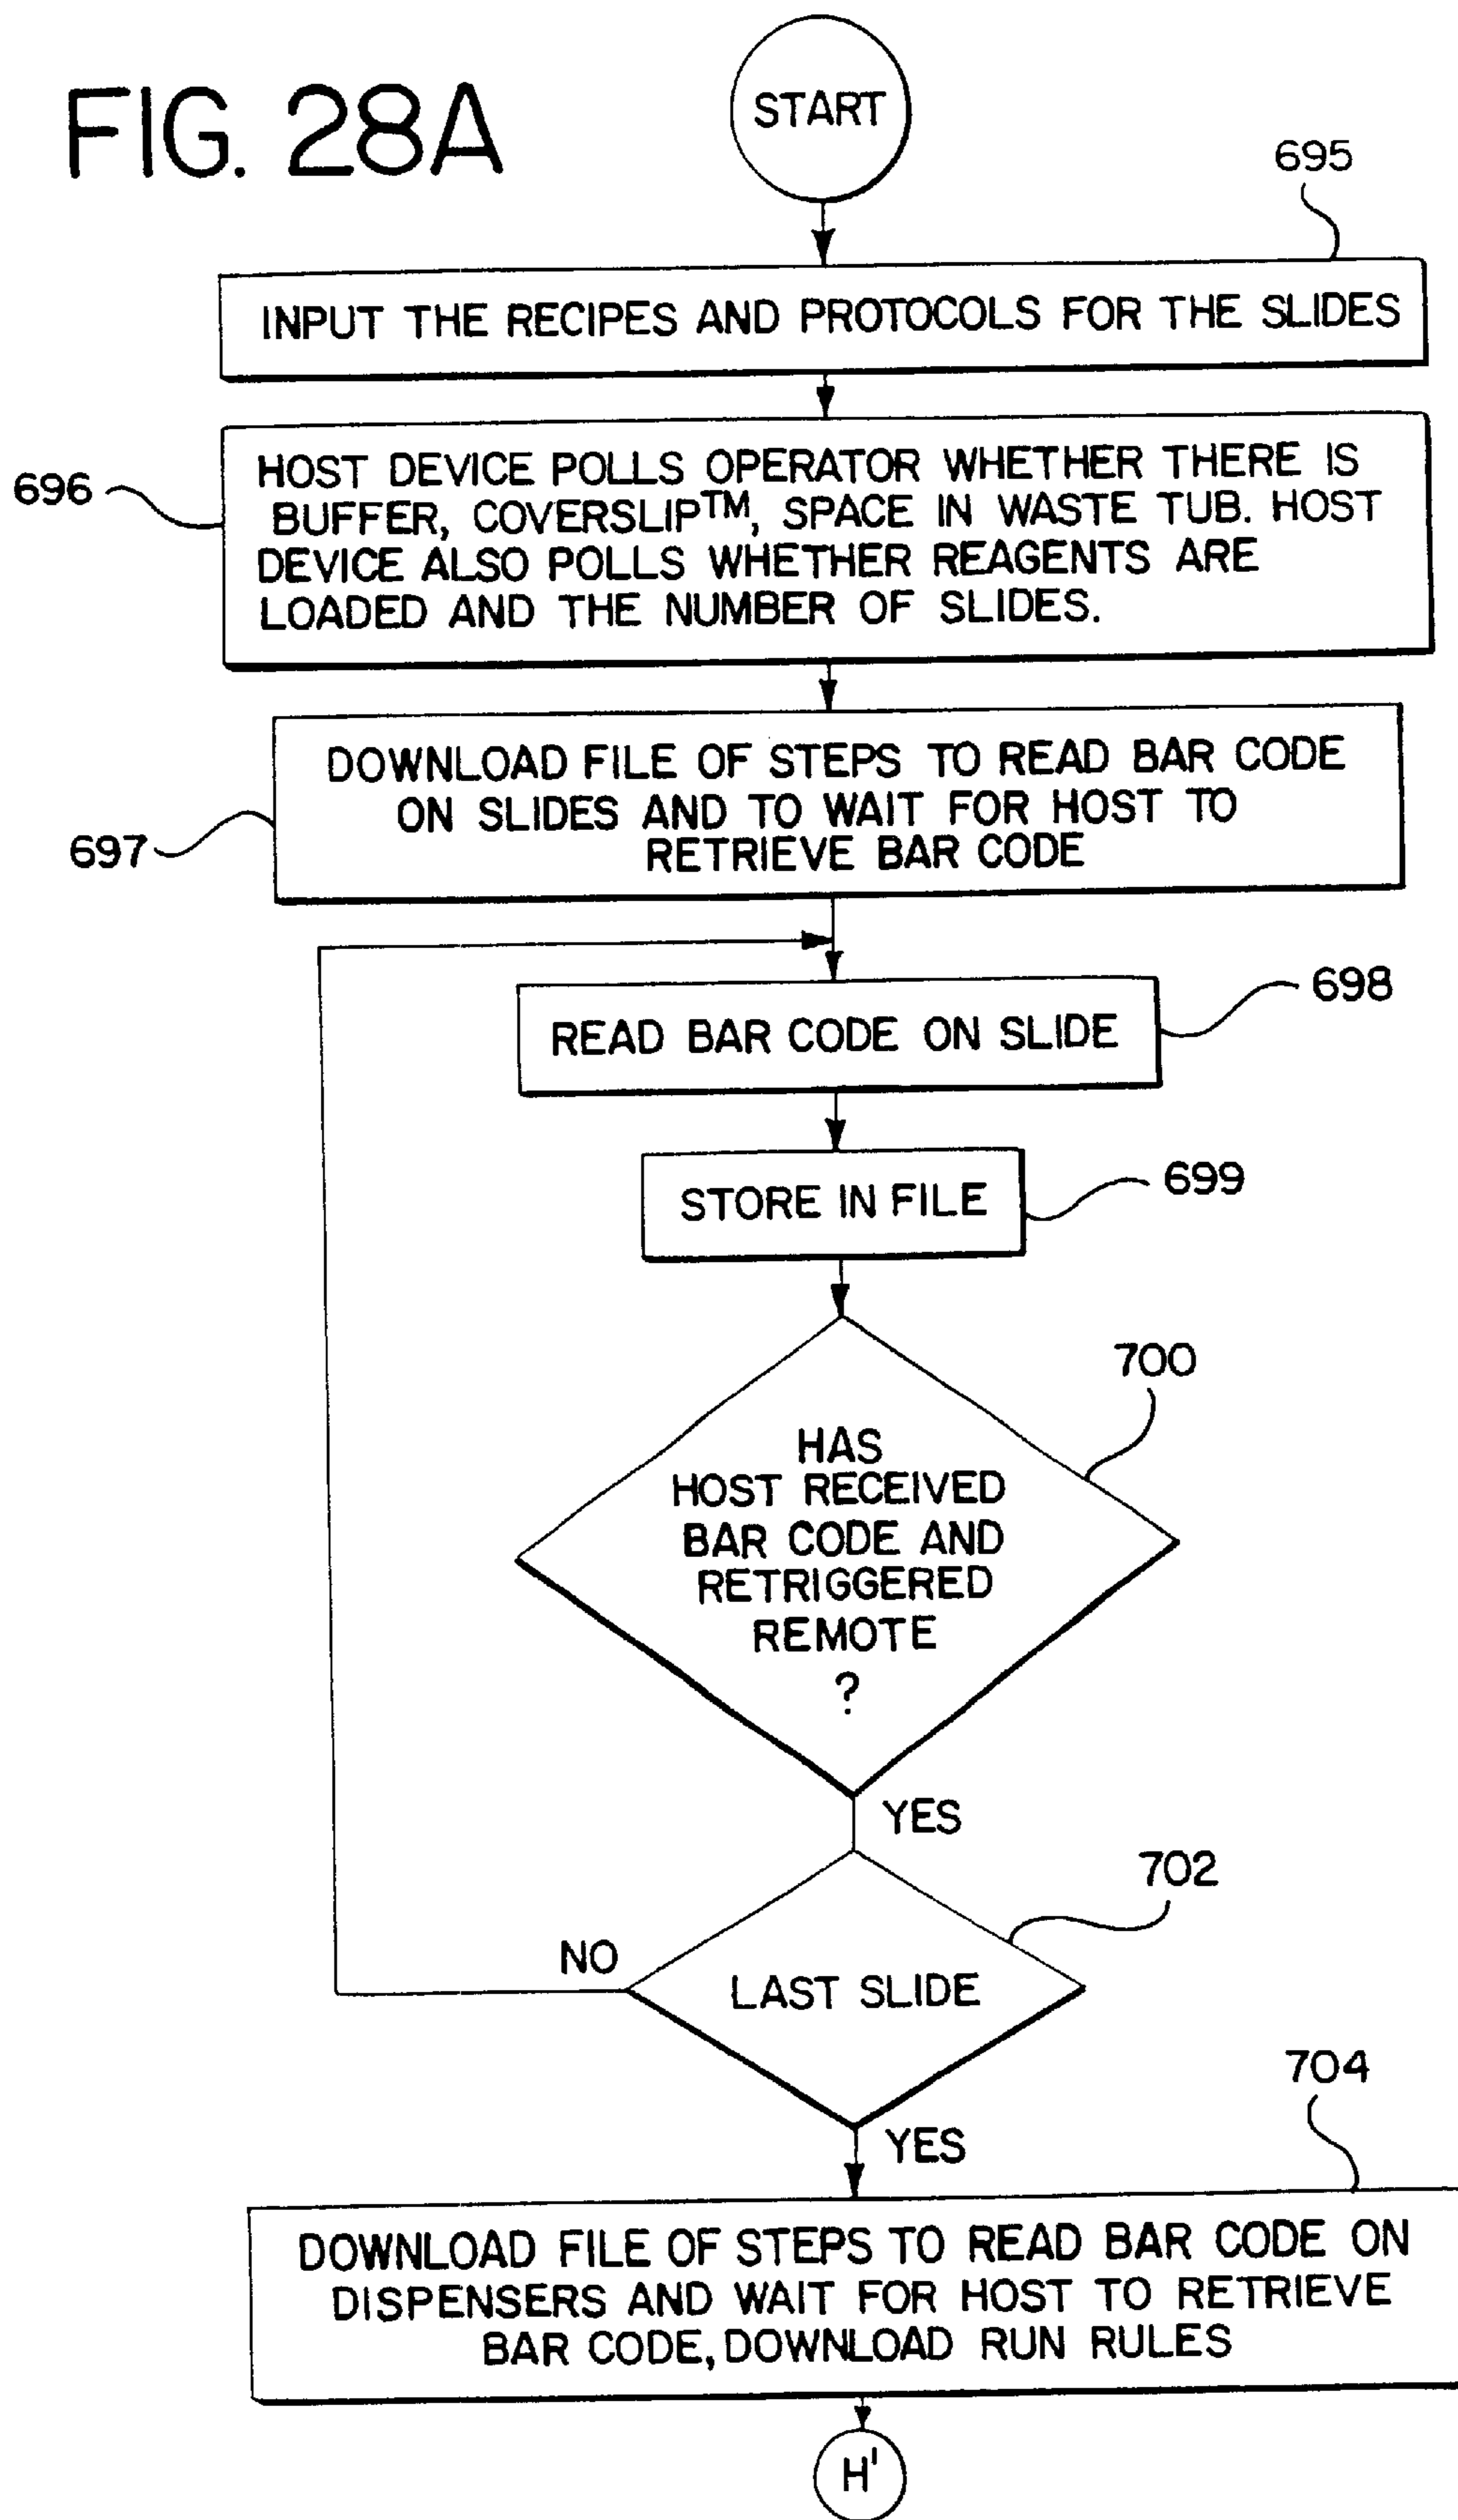 FIG. 28A
START
695
INPUT THE RECIPES AND PROTOCOLS FOR THE SLIDES
696
HOST DEVICE POLLS OPERATOR WHETHER THERE IS
BUFFER, COVERSLIP™, SPACE IN WASTE TUB. HOST
DEVICE ALSO POLLS WHETHER REAGENTS ARE
LOADED AND THE NUMBER OF SLIDES.
697
DOWNLOAD FILE OF STEPS TO READ BAR CODE
ON SLIDES AND TO WAIT FOR HOST TO
RETRIEVE BAR CODE
698
READ BAR CODE ON SLIDE
699
STORE IN FILE
700
HAS
HOST RECEIVED
BAR CODE AND
RETRIGGERED
REMOTE
?
YES
702
NO
LAST SLIDE
YES
704
DOWNLOAD FILE OF STEPS TO READ BAR CODE ON
DISPENSERS AND WAIT FOR HOST TO RETRIEVE
BAR CODE, DOWNLOAD RUN RULES
H'